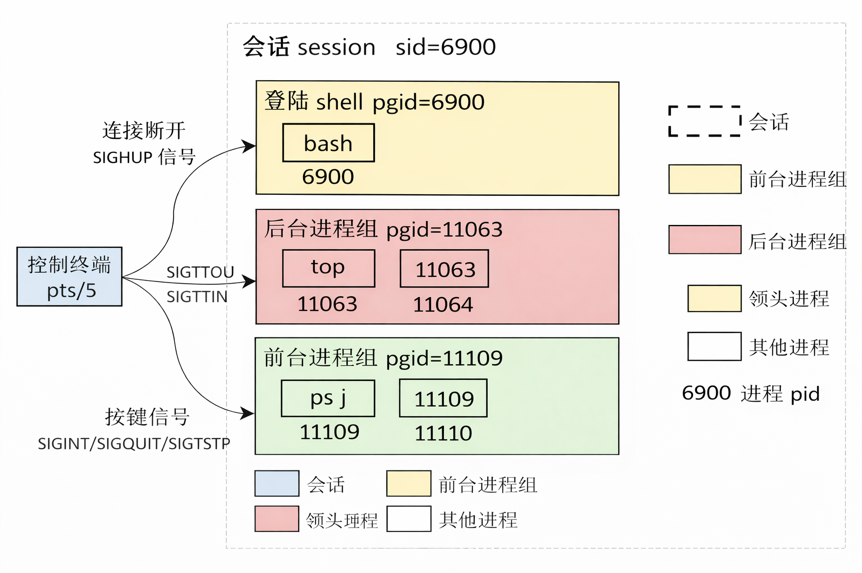 会话 session sid=6900
登陆 shell pgid=6900
bash
6900
连接断开
SIGHUP 信号
后台进程组 pgid=11063
top 11063
11063 11064
控制终端
pts/5
SIGTTOU
SIGTTIN
前台进程组 pgid=11109
ps j 11109
11109 11110
按键信号
SIGINT/SIGQUIT/SIGTSTP
会话
前台进程组
后台进程组
领头进程
其他进程
6900 进程 pid
会话 前台进程组
领头 程 其他进程